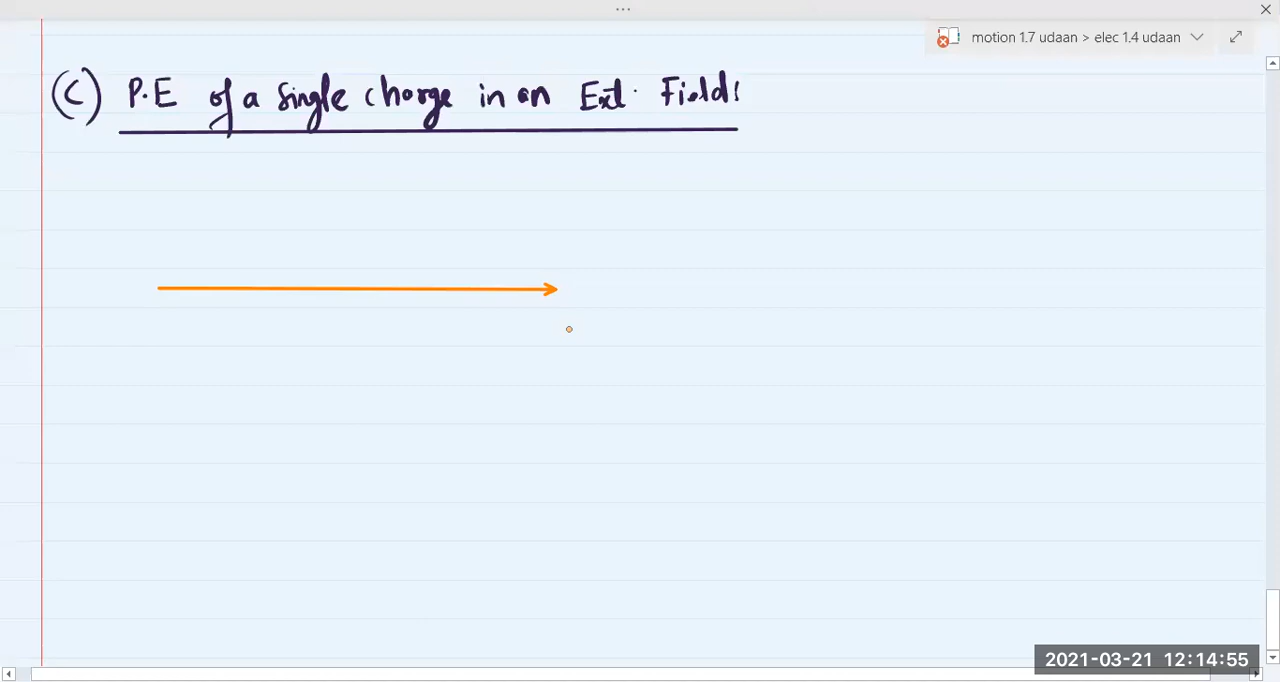 ...
motion 1.7 udaan > elec 1.4 udaan
(C) P.E of a Single charge in an Ext. Field:
2021-03-21 12:14:55